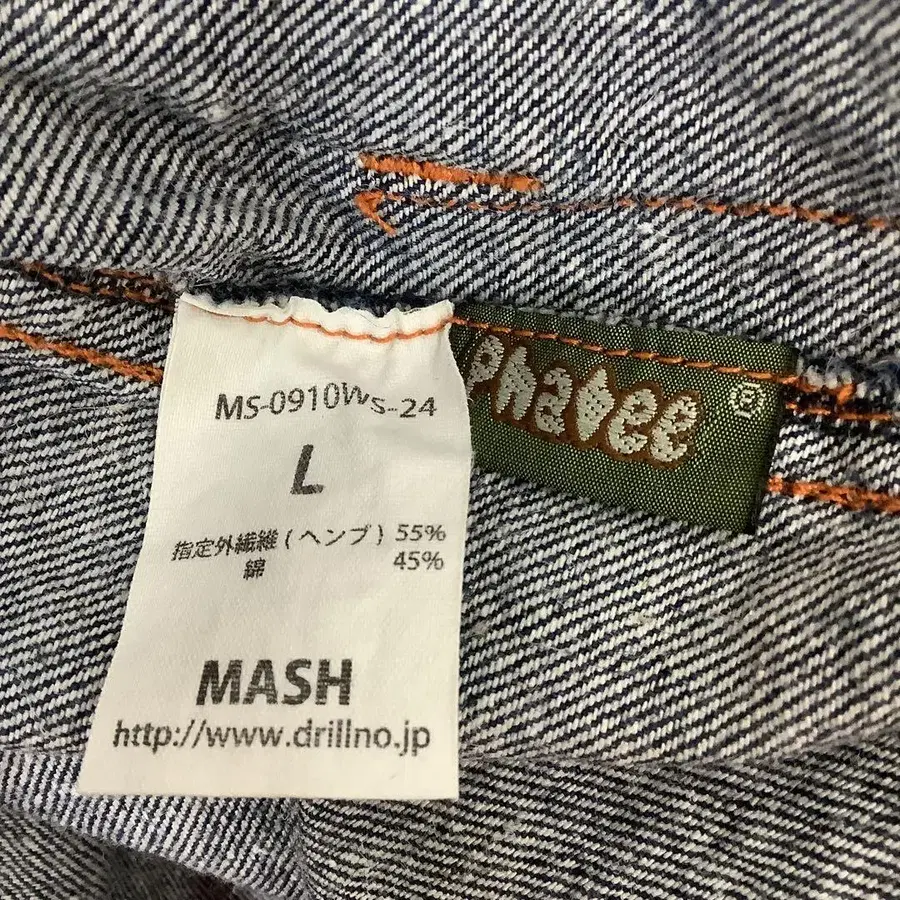 MS-0910WS-24
L
指定外繊維(ヘンプ) 55%
綿 45%
MASH
http://www.drillno.jp
Phatee
®